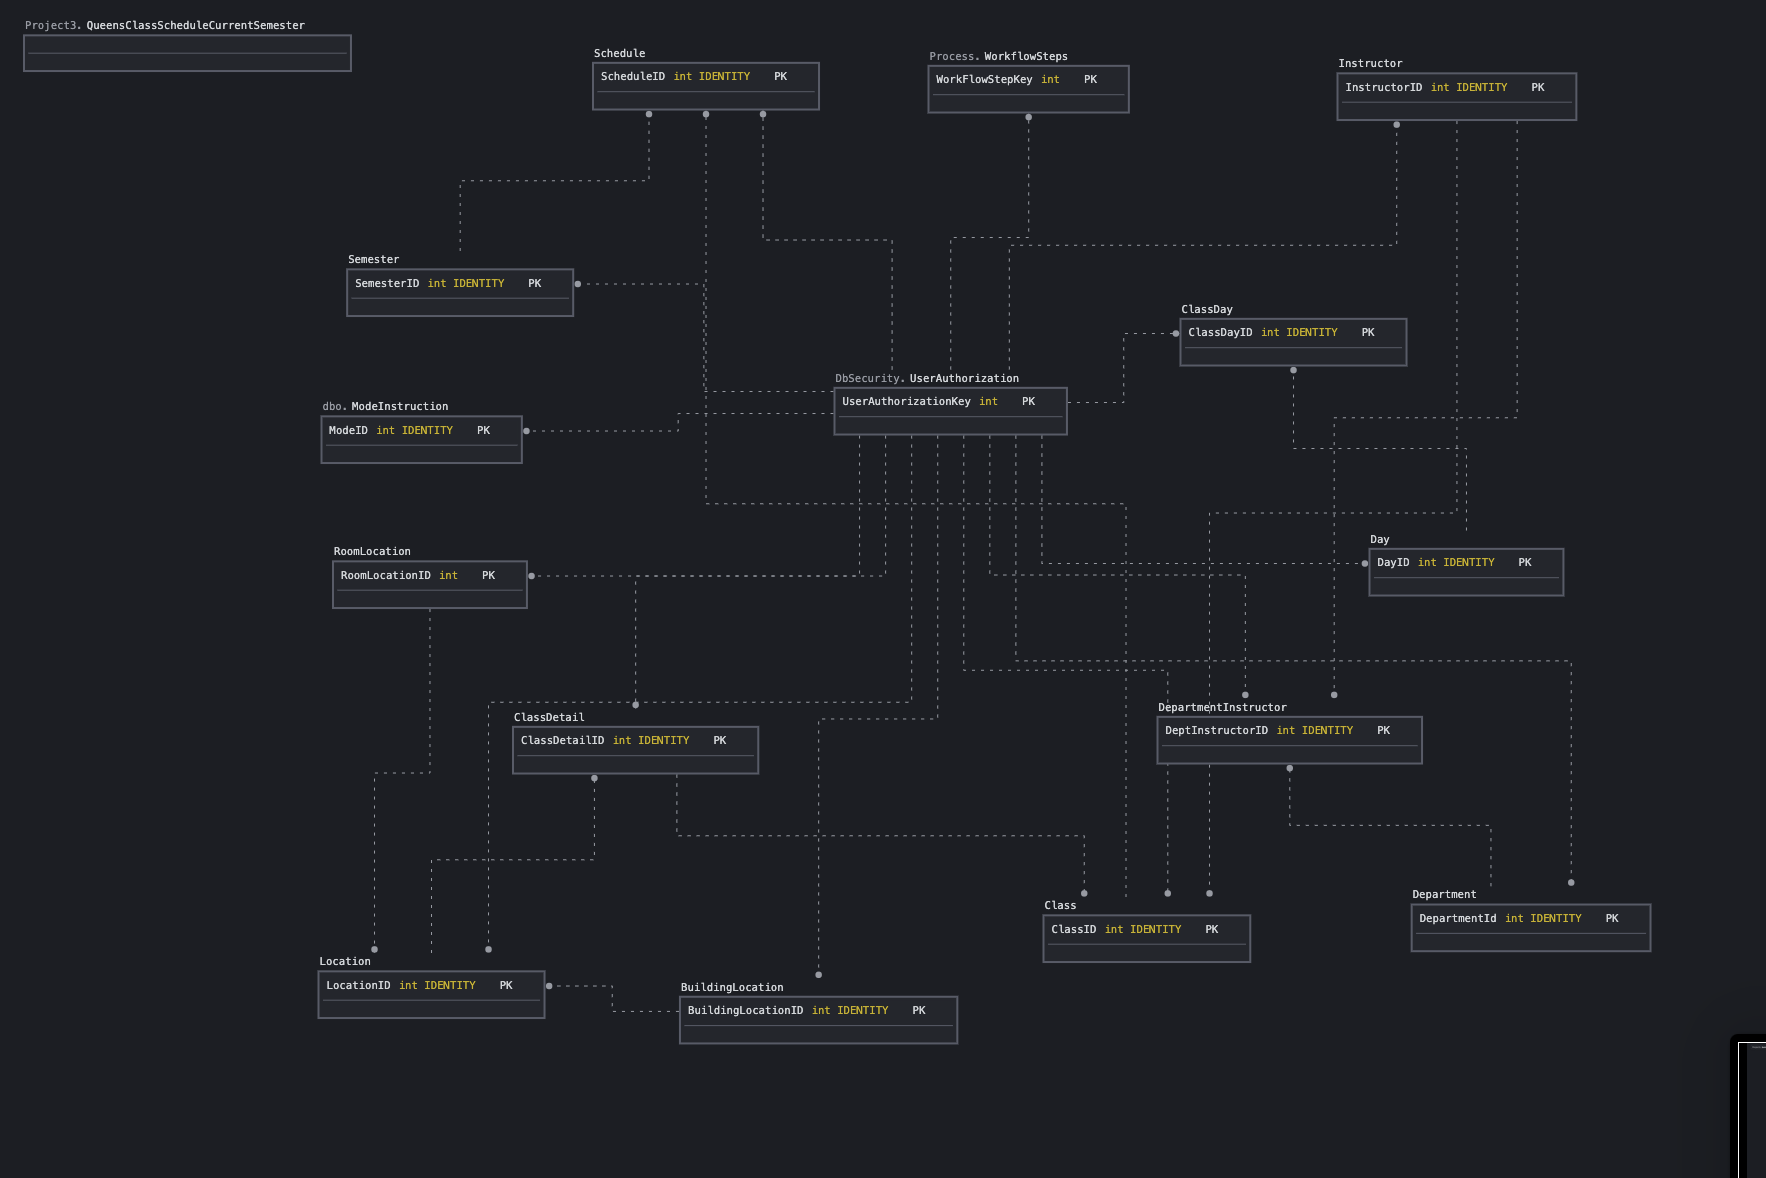 Project3. QueensClassScheduleCurrentSemester
Schedule
ScheduleID int IDENTITY PK
Process. WorkflowSteps
WorkFlowStepKey int PK
Instructor
InstructorID int IDENTITY PK
Semester
SemesterID int IDENTITY PK
ClassDay
ClassDayID int IDENTITY PK
DbSecurity. UserAuthorization
UserAuthorizationKey int PK
dbo. ModeInstruction
ModeID int IDENTITY PK
Day
DayID int IDENTITY PK
RoomLocation
RoomLocationID int PK
ClassDetail
ClassDetailID int IDENTITY PK
DepartmentInstructor
DeptInstructorID int IDENTITY PK
Department
DepartmentId int IDENTITY PK
Class
ClassID int IDENTITY PK
Location
LocationID int IDENTITY PK
BuildingLocation
BuildingLocationID int IDENTITY PK